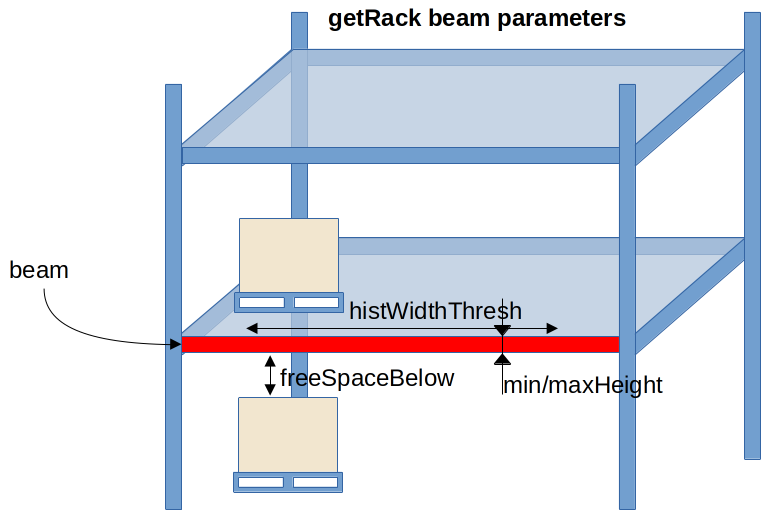 getRack beam parameters
beam
histWidthThresh
freeSpaceBelow
min/maxHeight